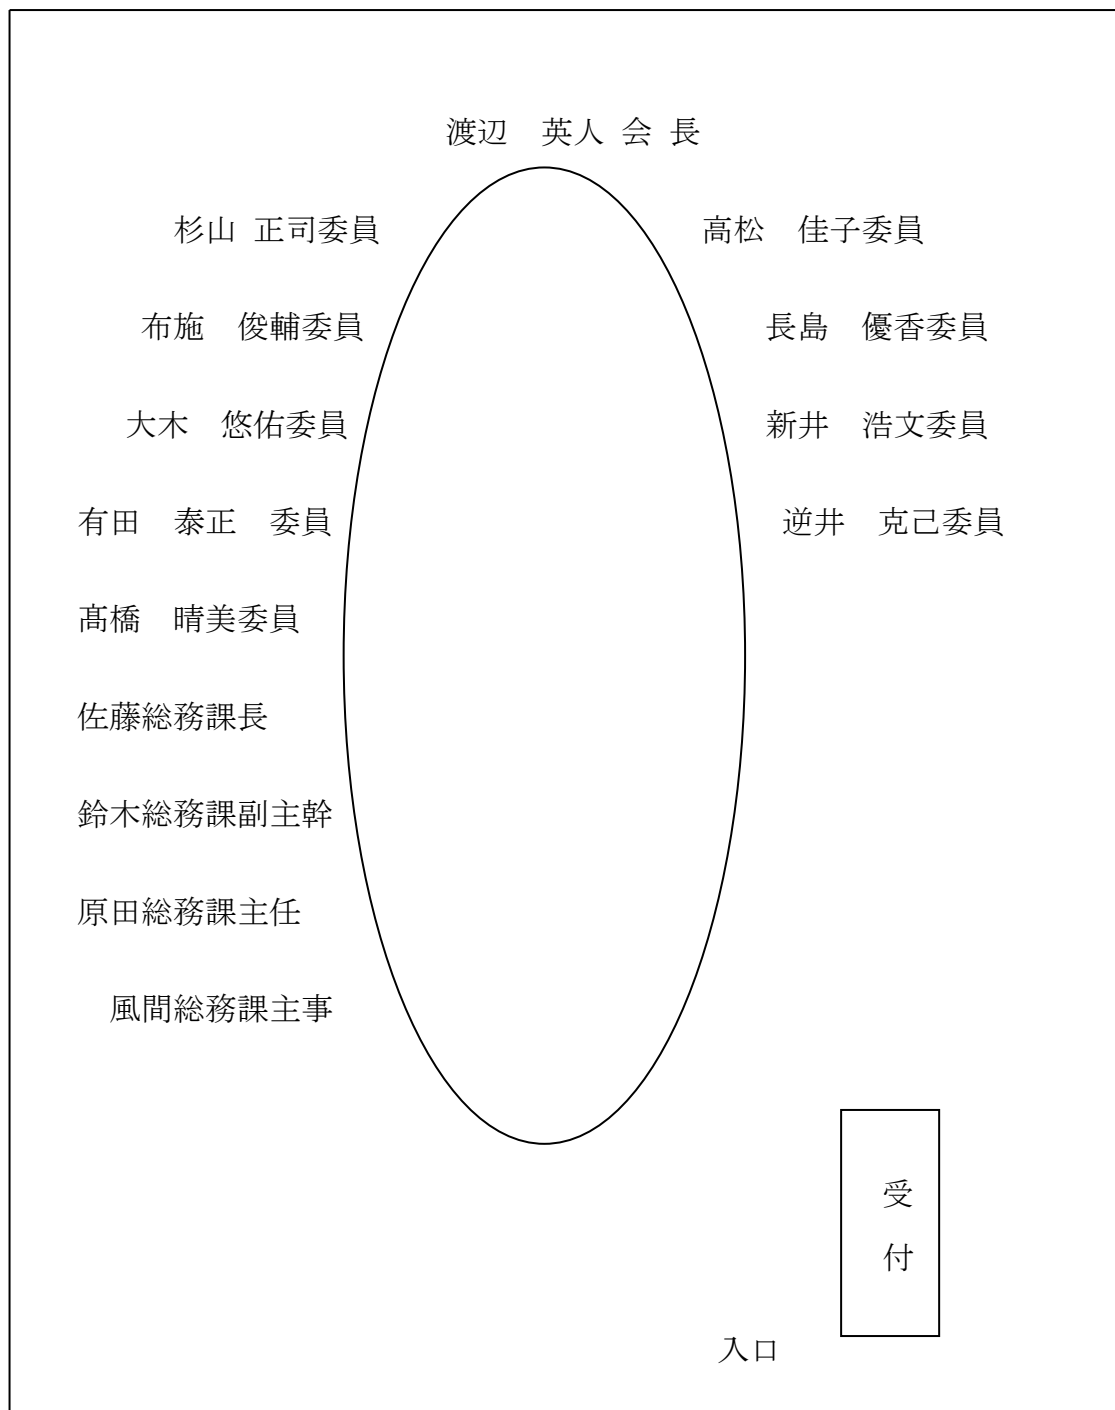 渡辺　英人 会 長
杉山 正司委員
高松　佳子委員
布施　俊輔委員
長島　優香委員
大木　悠佑委員
新井　浩文委員
有田　泰正　委員
逆井　克己委員
髙橋　晴美委員
佐藤総務課長
鈴木総務課副主幹
原田総務課主任
風間総務課主事
受
付
入口